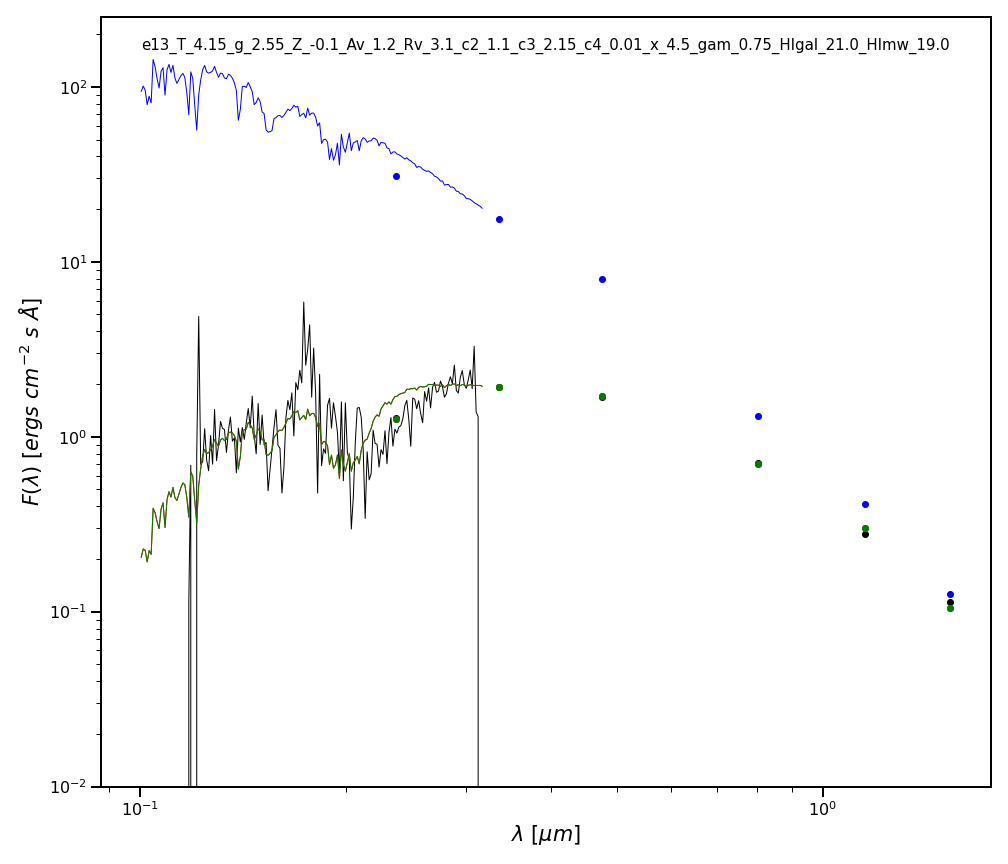 e13_T_4.15_g_2.55_Z_-0.1_Av_1.2_Rv_3.1_c2_1.1_c3_2.15_c4_0.01_x_4.5_gam_0.75_HIgal_21.0_HImw_19.0
10²
10¹
10⁰
10⁻¹
10⁻²
F(λ) [ergs cm⁻² s Å]
10⁻¹
10⁰
λ [μm]